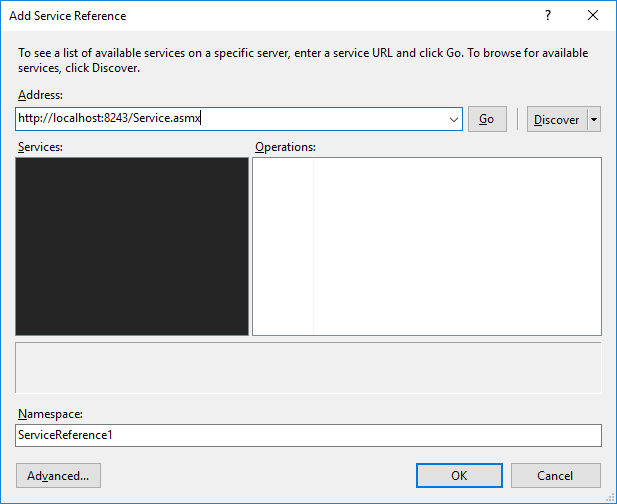 Add Service Reference
?
To see a list of available services on a specific server, enter a service URL and click Go. To browse for available
services, click Discover.
Address:
http://localhost:8243/Service.asmx
Go
Discover
Services:
Operations:
Namespace:
ServiceReference1
Advanced...
OK
Cancel